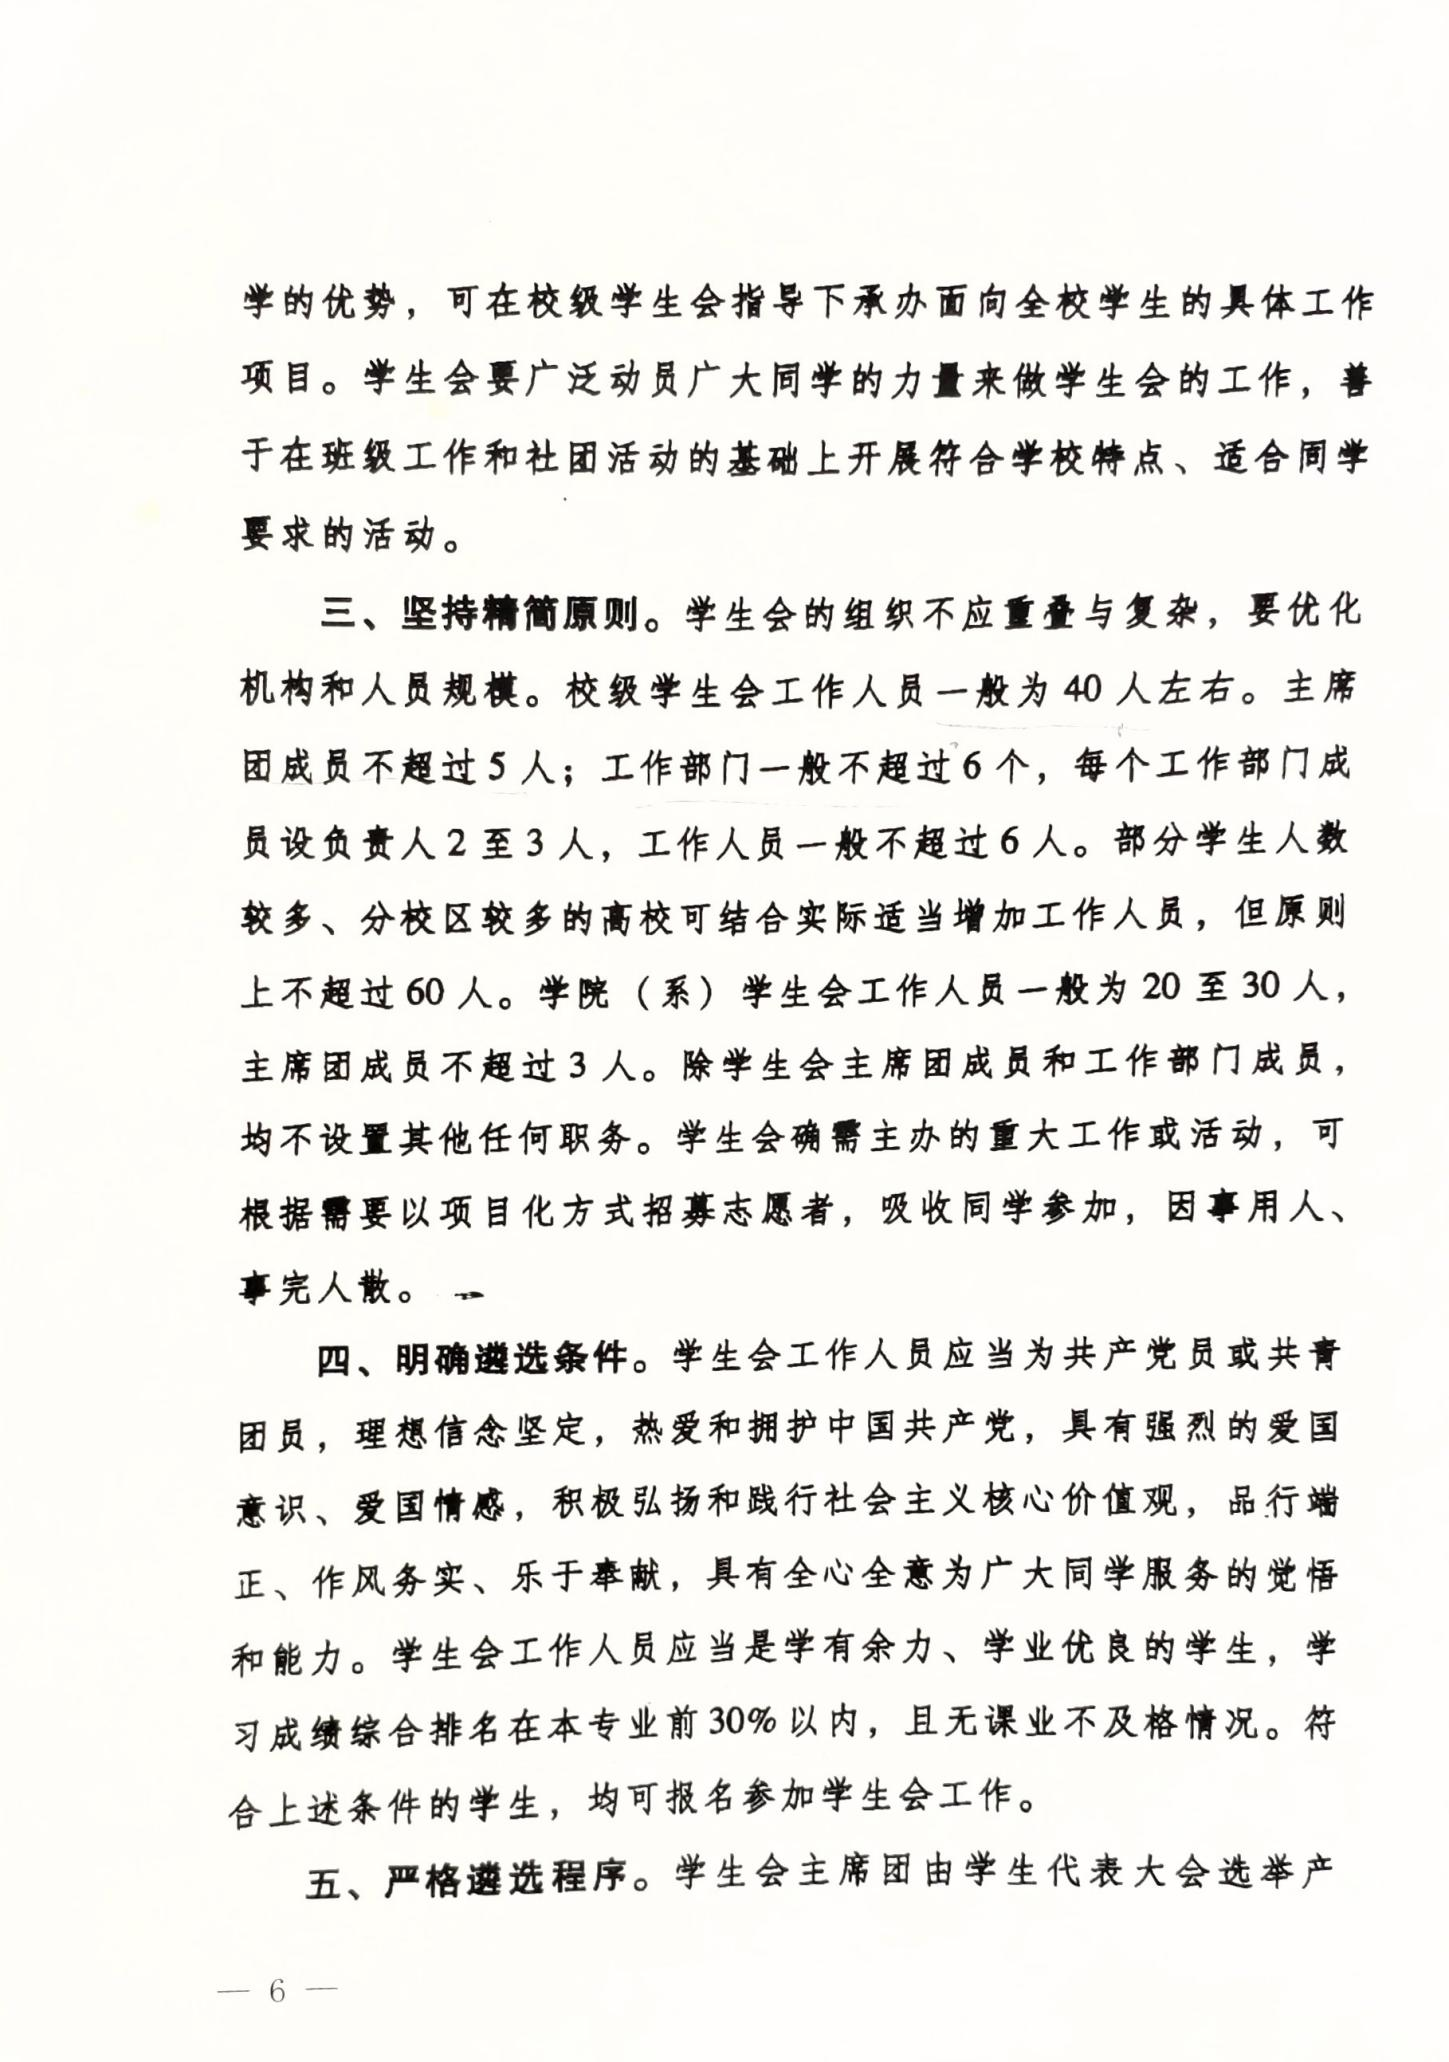 学的优势，可在校级学生会指导下承办面向全校学生的具体工作
项目。学生会要广泛动员广大同学的力量来做学生会的工作，善
于在班级工作和社团活动的基础上开展符合学校特点、适合同学
要求的活动。
三、坚持精简原则。学生会的组织不应重叠与复杂，要优化
机构和人员规模。校级学生会工作人员一般为 40 人左右。主席
团成员不超过 5 人；工作部门一般不超过 6 个，每个工作部门成
员设负责人 2 至 3 人，工作人员一般不超过 6 人。部分学生人数
较多、分校区较多的高校可结合实际适当增加工作人员，但原则
上不超过 60 人。学院（系）学生会工作人员一般为 20 至 30 人，
主席团成员不超过 3 人。除学生会主席团成员和工作部门成员，
均不设置其他任何职务。学生会确需主办的重大工作或活动，可
根据需要以项目化方式招募志愿者，吸收同学参加，因事用人、
事完人散。
四、明确遴选条件。学生会工作人员应当为共产党员或共青
团员，理想信念坚定，热爱和拥护中国共产党，具有强烈的爱国
意识、爱国情感，积极弘扬和践行社会主义核心价值观，品行端
正、作风务实、乐于奉献，具有全心全意为广大同学服务的觉悟
和能力。学生会工作人员应当是学有余力、学业优良的学生，学
习成绩综合排名在本专业前 30% 以内，且无课业不及格情况。符
合上述条件的学生，均可报名参加学生会工作。
五、严格遴选程序。学生会主席团由学生代表大会选举产
— 6 —